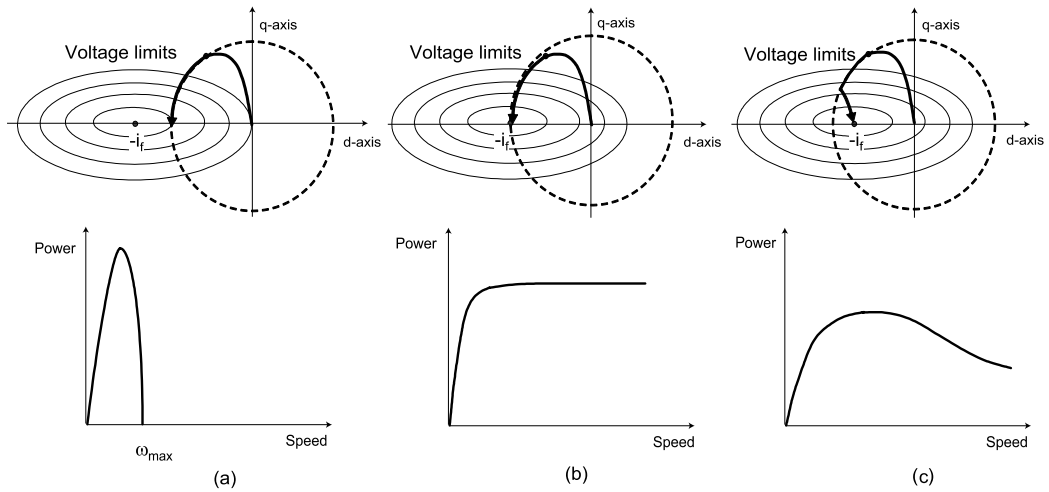 q-axis
Voltage limits
-i_f
d-axis
q-axis
Voltage limits
-i_f
d-axis
q-axis
Voltage limits
-i_f
d-axis
Power
Speed
ω_max
(a)
Power
Speed
(b)
Power
Speed
(c)